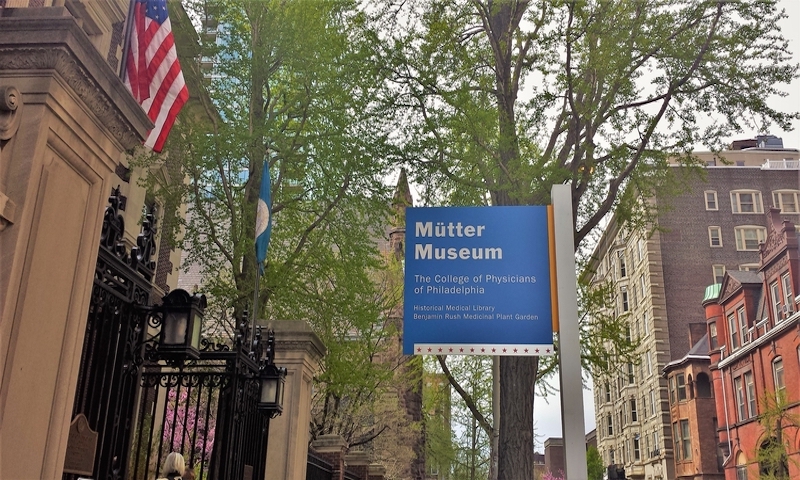 Mütter
Museum
The College of Physicians
of Philadelphia
Historical Medical Library
Benjamin Rush Medicinal Plant Garden